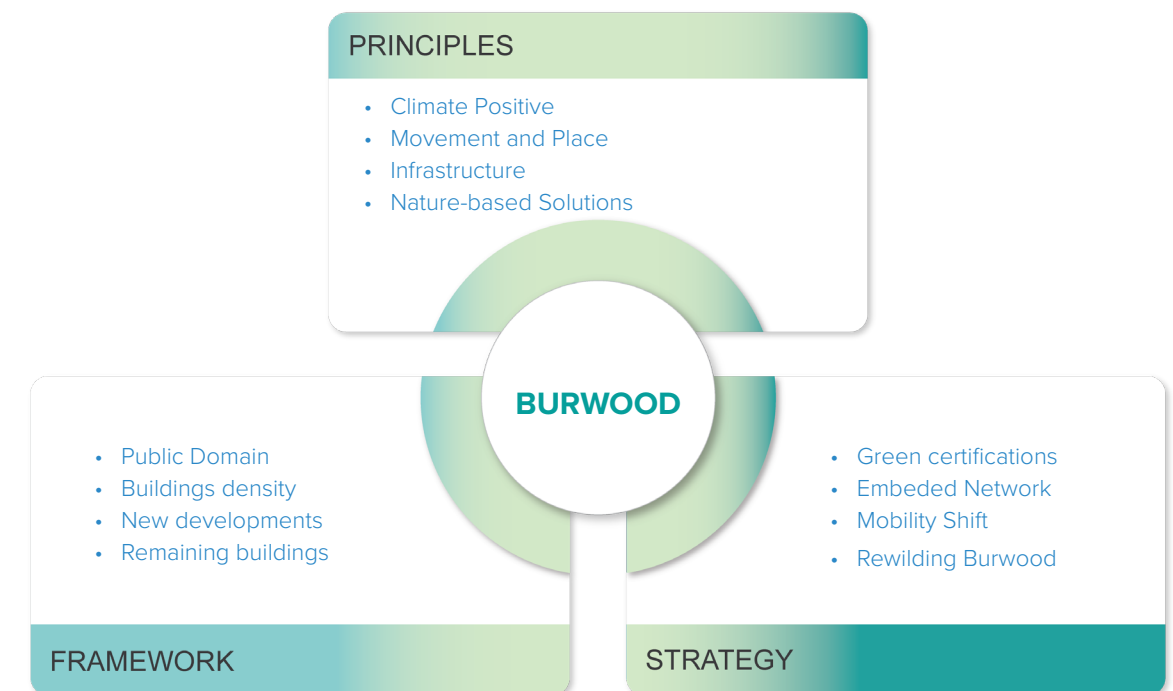 PRINCIPLES
• Climate Positive
• Movement and Place
• Infrastructure
• Nature-based Solutions
BURWOOD
• Public Domain
• Buildings density
• New developments
• Remaining buildings
FRAMEWORK
• Green certifications
• Embeded Network
• Mobility Shift
• Rewilding Burwood
STRATEGY